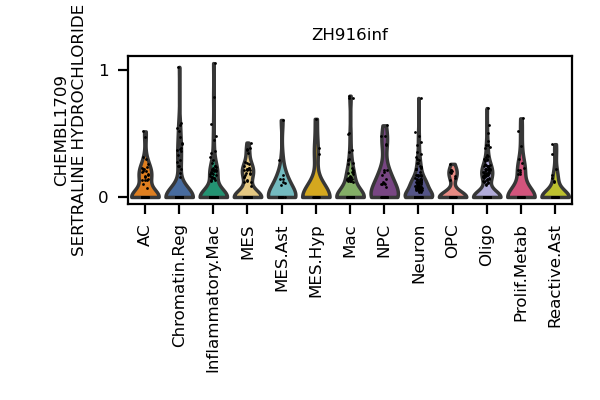 ZH916inf
CHEMBL1709
SERTRALINE HYDROCHLORIDE
1
0
AC
Chromatin.Reg
Inflammatory.Mac
MES
MES.Ast
MES.Hyp
Mac
NPC
Neuron
OPC
Oligo
Prolif.Metab
Reactive.Ast